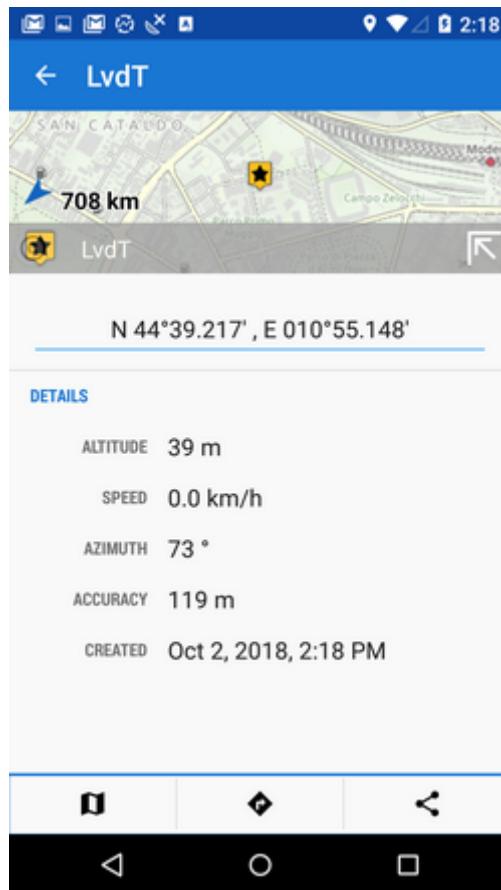 2:18
LvdT
SAN CATALDO
708 km
Campo Zelocchi
LvdT
N 44°39.217' , E 010°55.148'
DETAILS
ALTITUDE 39 m
SPEED 0.0 km/h
AZIMUTH 73 °
ACCURACY 119 m
CREATED Oct 2, 2018, 2:18 PM